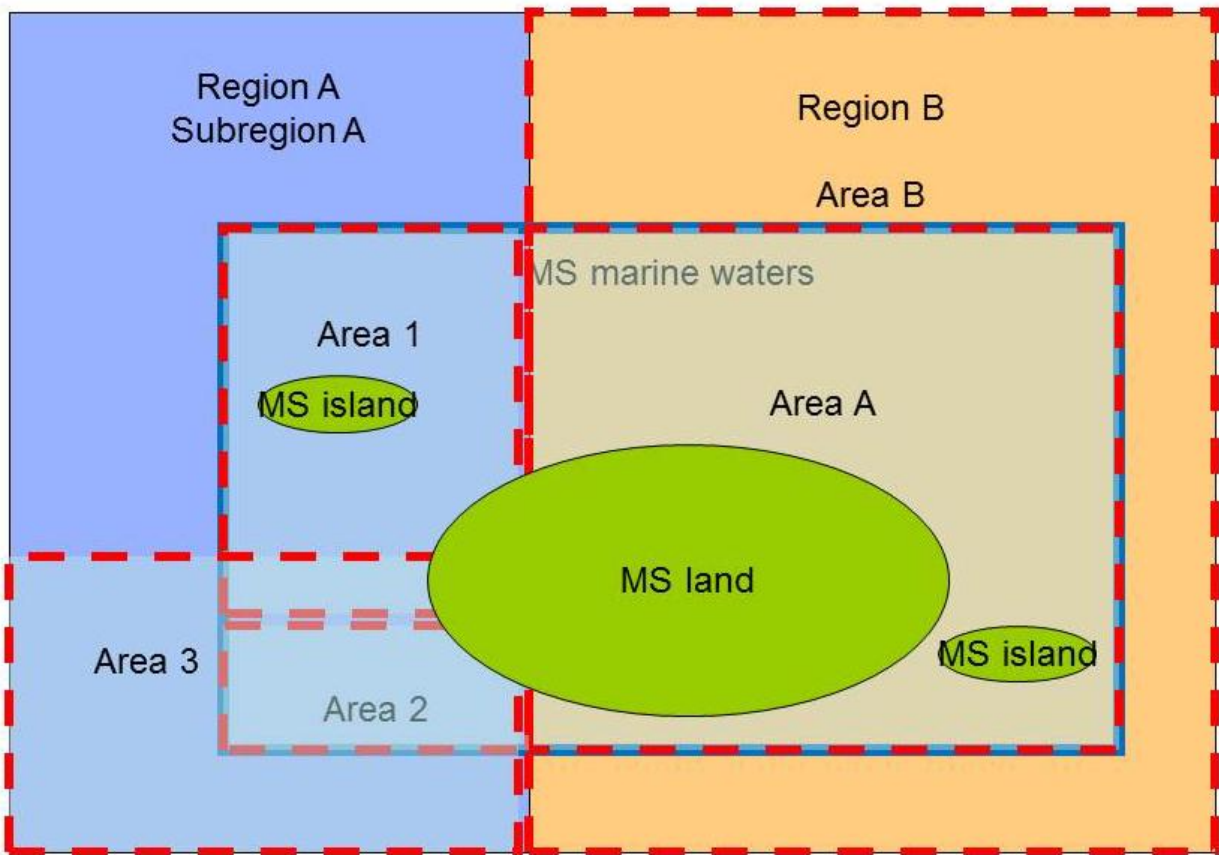 Region A
Subregion A
Region B
Area B
MS marine waters
Area 1
MS island
Area A
MS land
MS island
Area 3
Area 2